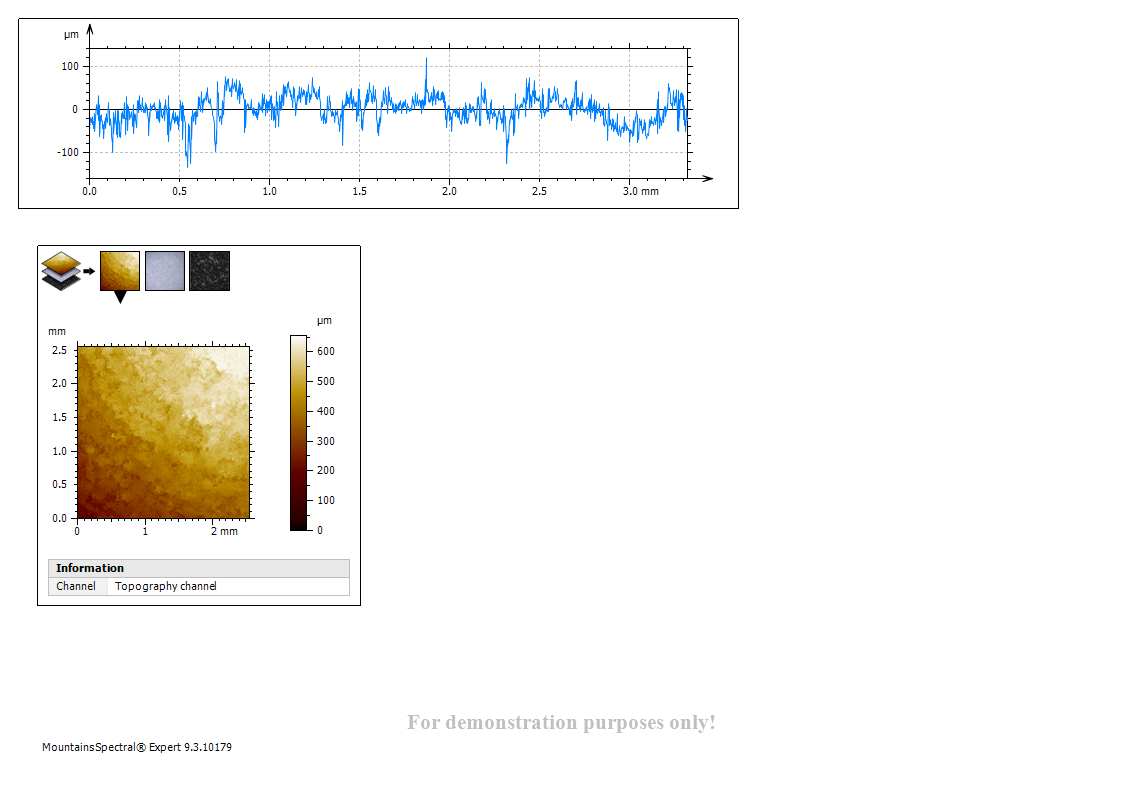 µm
100
0
-100
0.0 0.5 1.0 1.5 2.0 2.5 3.0 mm
µm
mm
2.5
2.0
1.5
1.0
0.5
0.0
0 1 2 mm
600
500
400
300
200
100
0
Information
Channel Topography channel
For demonstration purposes only!
MountainsSpectral® Expert 9.3.10179